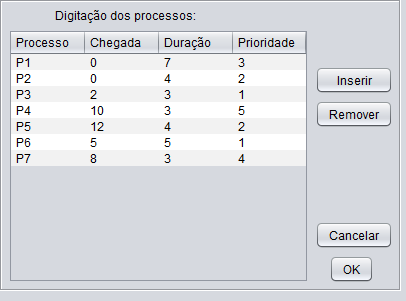 Digitação dos processos:
Processo Chegada Duração Prioridade
P1 0 7 3
P2 0 4 2
P3 2 3 1
P4 10 3 5
P5 12 4 2
P6 5 5 1
P7 8 3 4
Inserir
Remover
Cancelar
OK